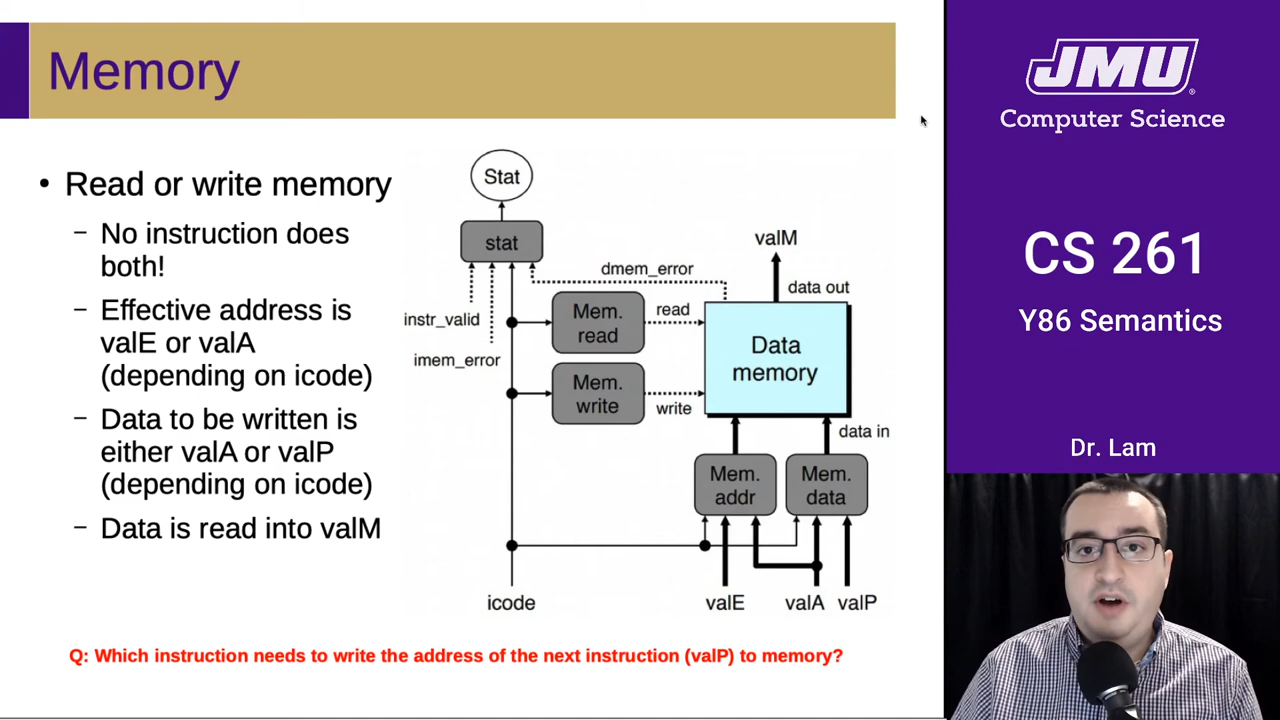 Memory
• Read or write memory
– No instruction does
both!
– Effective address is
valE or valA
(depending on icode)
– Data to be written is
either valA or valP
(depending on icode)
– Data is read into valM
Stat
stat
valM
dmem_error
data out
instr_valid
Mem.
read
read
imem_error
Data
memory
Mem.
write
write
data in
Mem.
addr
Mem.
data
icode
valE
valA
valP
Q: Which instruction needs to write the address of the next instruction (valP) to memory?
JMU
®
Computer Science
CS 261
Y86 Semantics
Dr. Lam